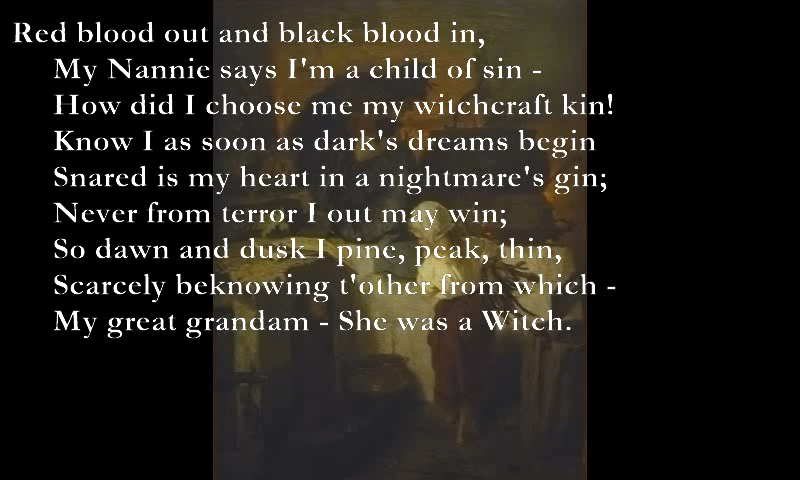 Red blood out and black blood in,
My Nannie says I'm a child of sin -
How did I choose me my witchcraft kin!
Know I as soon as dark's dreams begin
Snared is my heart in a nightmare's gin;
Never from terror I out may win;
So dawn and dusk I pine, peak, thin,
Scarcely beknowing t'other from which -
My great grandam - She was a Witch.